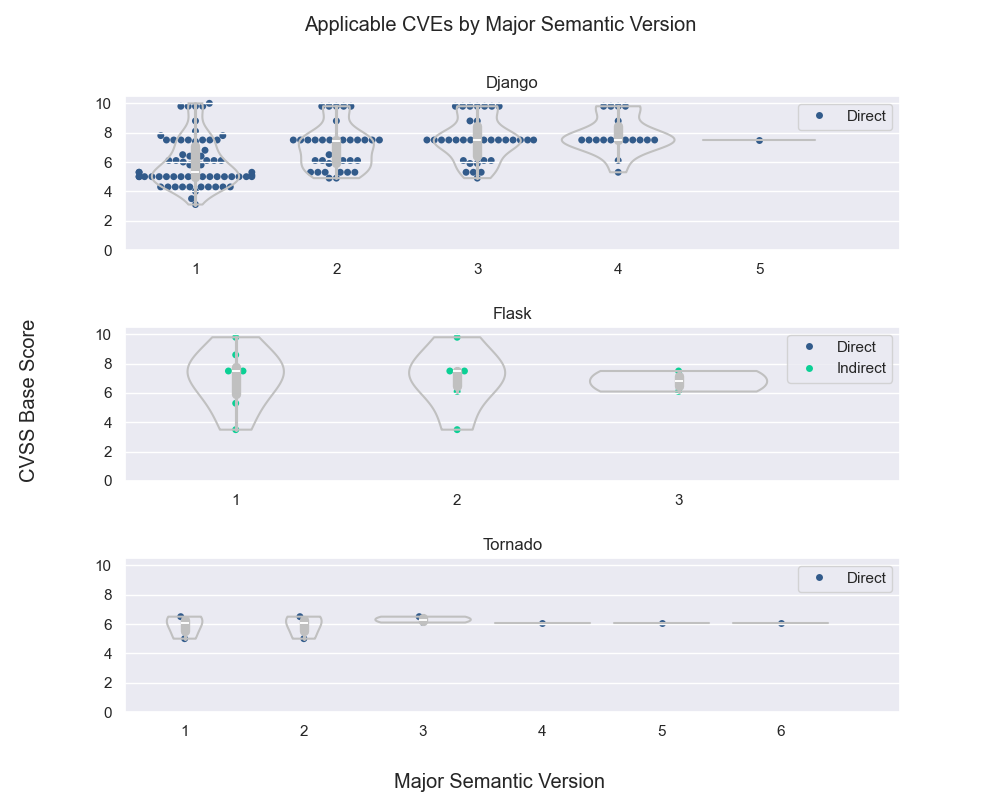 Applicable CVEs by Major Semantic Version
Django
10
8
6
4
2
0
Direct
1 2 3 4 5
Flask
10
8
6
4
2
0
Direct
Indirect
1 2 3
Tornado
10
8
6
4
2
0
Direct
1 2 3 4 5 6
CVSS Base Score
Major Semantic Version